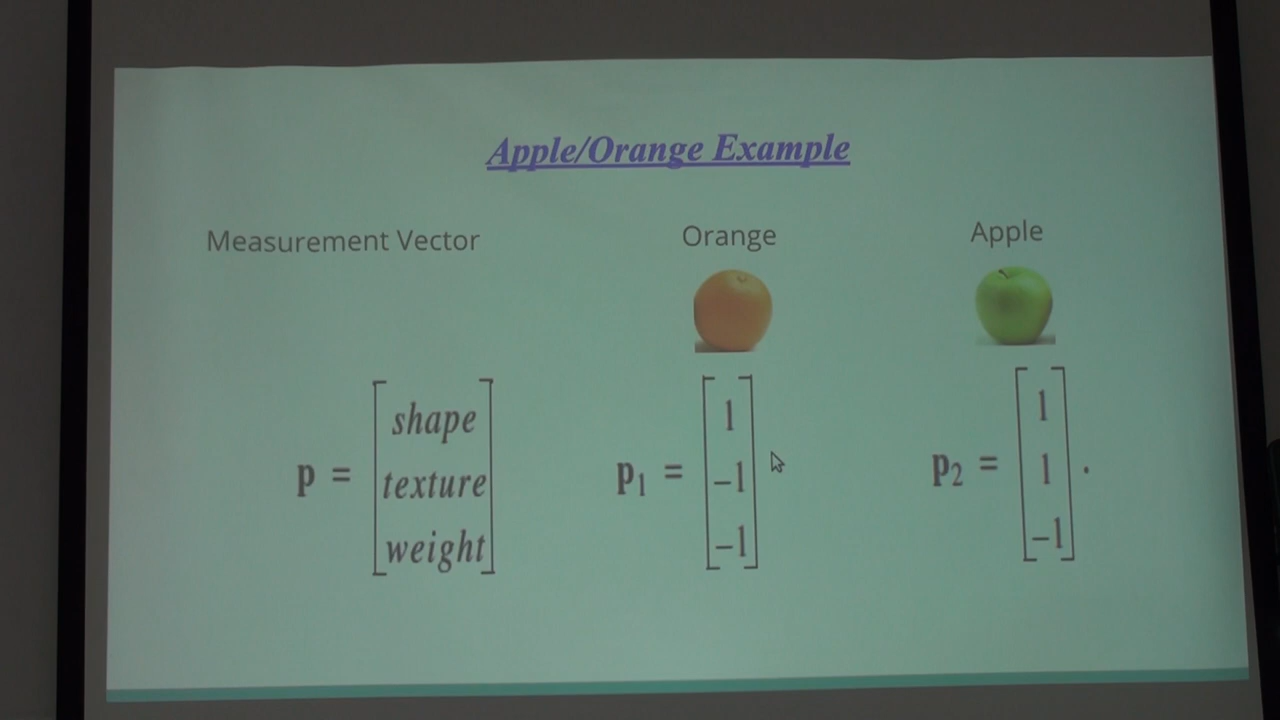 Apple/Orange Example
Measurement Vector
Orange
Apple
p = [shape texture weight]
p₁ = [1 −1 −1]
p₂ = [1 1 −1] .